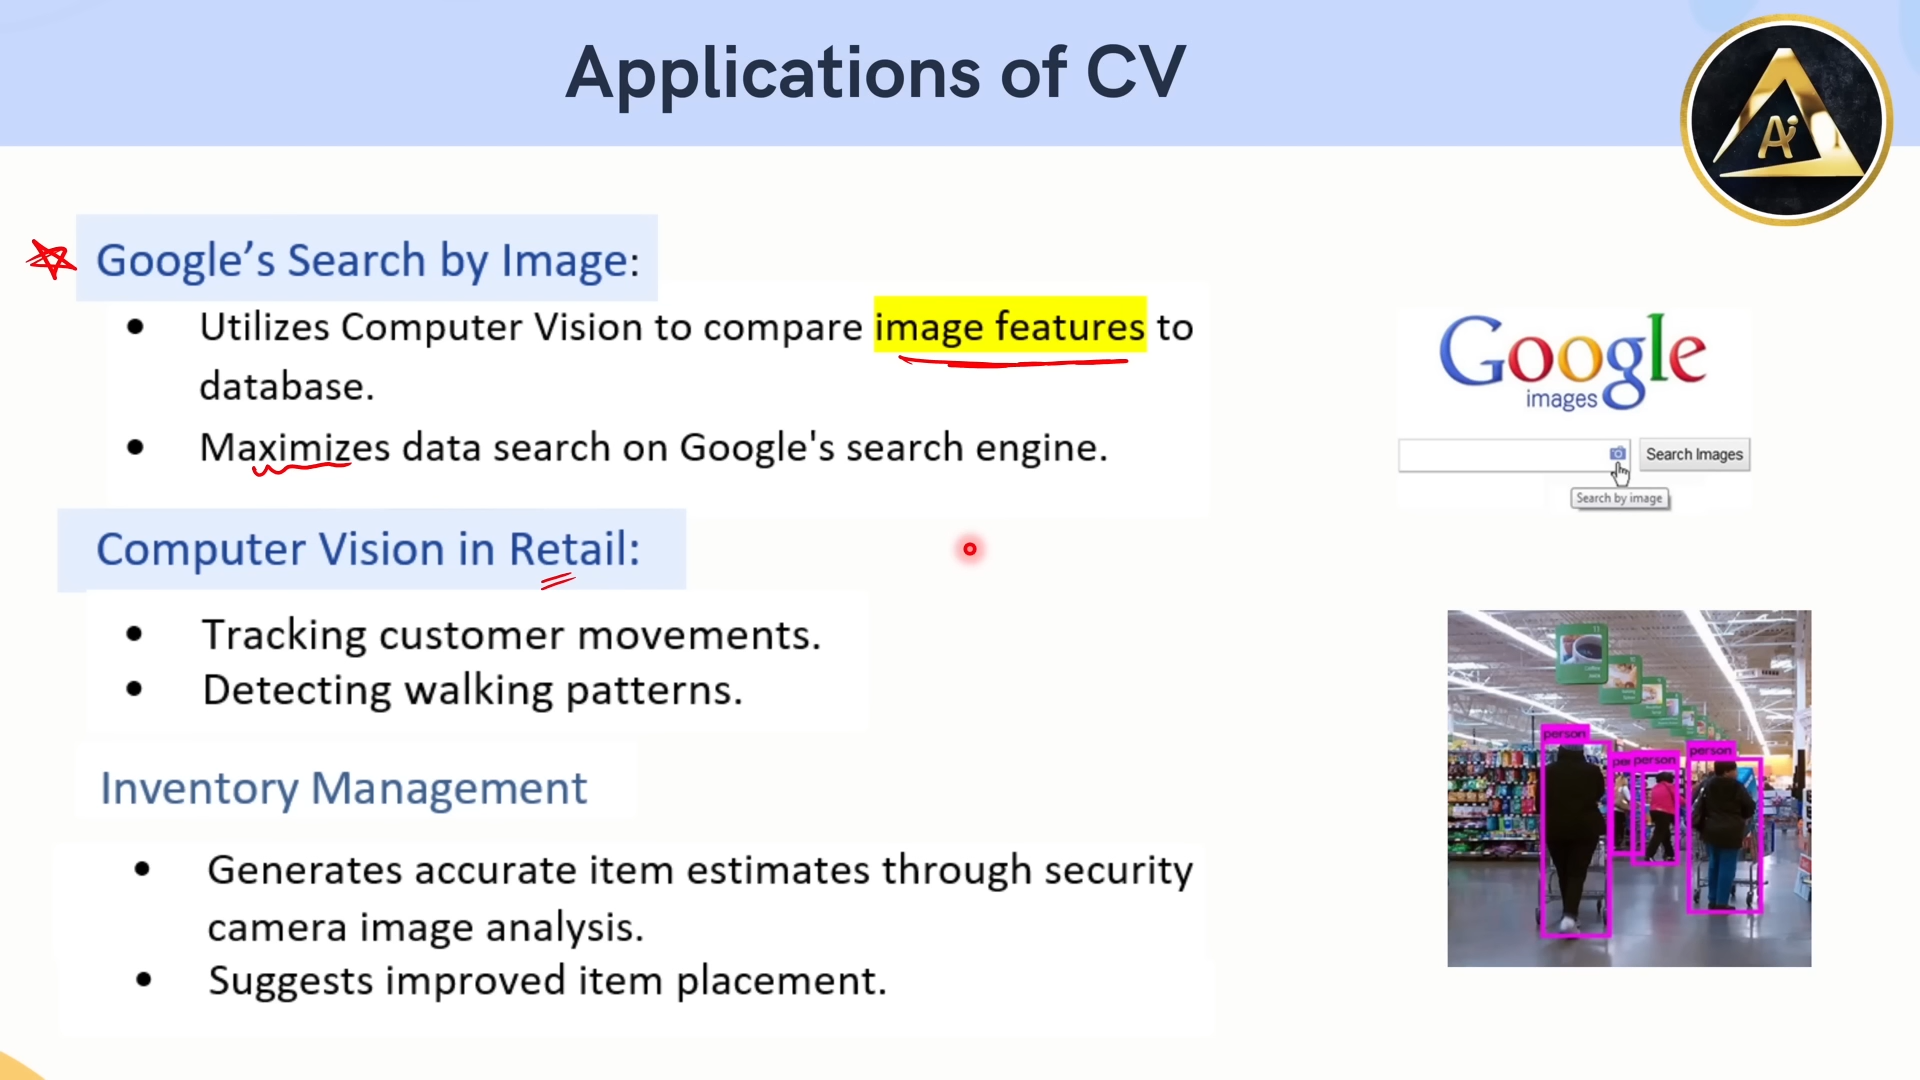 Applications of CV
Ai
Google’s Search by Image:
• Utilizes Computer Vision to compare image features to
database.
• Maximizes data search on Google's search engine.
Google
images
Search Images
Search by image
Computer Vision in Retail:
• Tracking customer movements.
• Detecting walking patterns.
11
person
per
person
person
Inventory Management
• Generates accurate item estimates through security
camera image analysis.
• Suggests improved item placement.